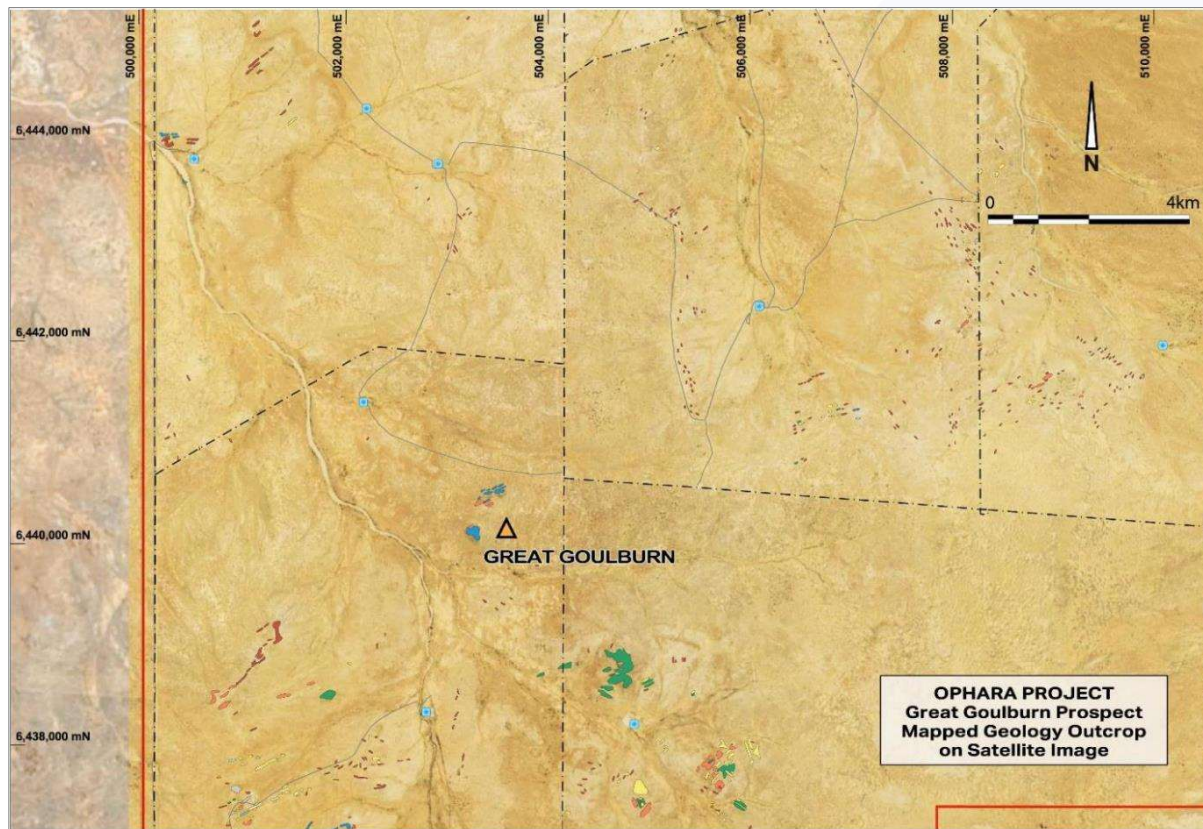 500,000 mE
502,000 mE
504,000 mE
506,000 mE
508,000 mE
510,000 mE
6,444,000 mN
N
0 4km
6,442,000 mN
6,440,000 mN
GREAT GOULBURN
6,438,000 mN
OPHARA PROJECT
Great Goulburn Prospect
Mapped Geology Outcrop
on Satellite Image